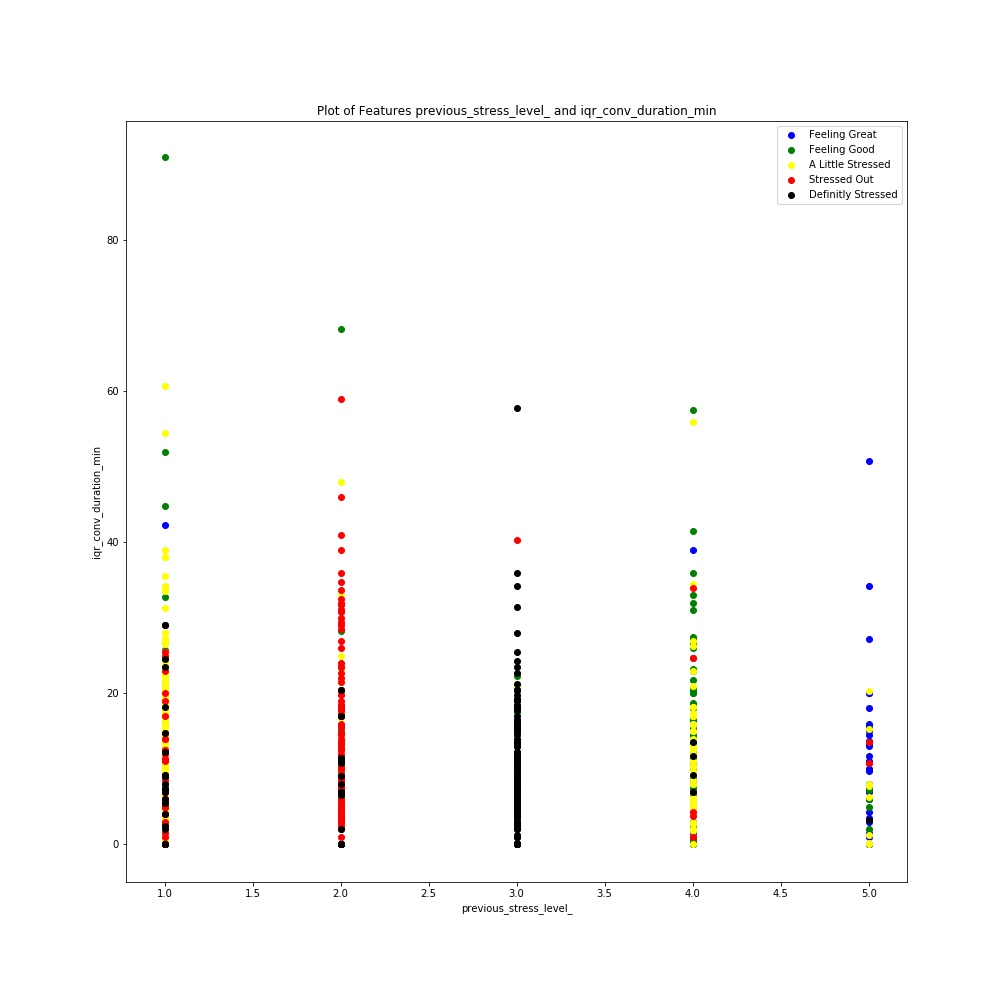 Plot of Features previous_stress_level_ and iqr_conv_duration_min
Feeling Great
Feeling Good
A Little Stressed
Stressed Out
Definitly Stressed
80
60
40
20
0
iqr_conv_duration_min
1.0 1.5 2.0 2.5 3.0 3.5 4.0 4.5 5.0
previous_stress_level_